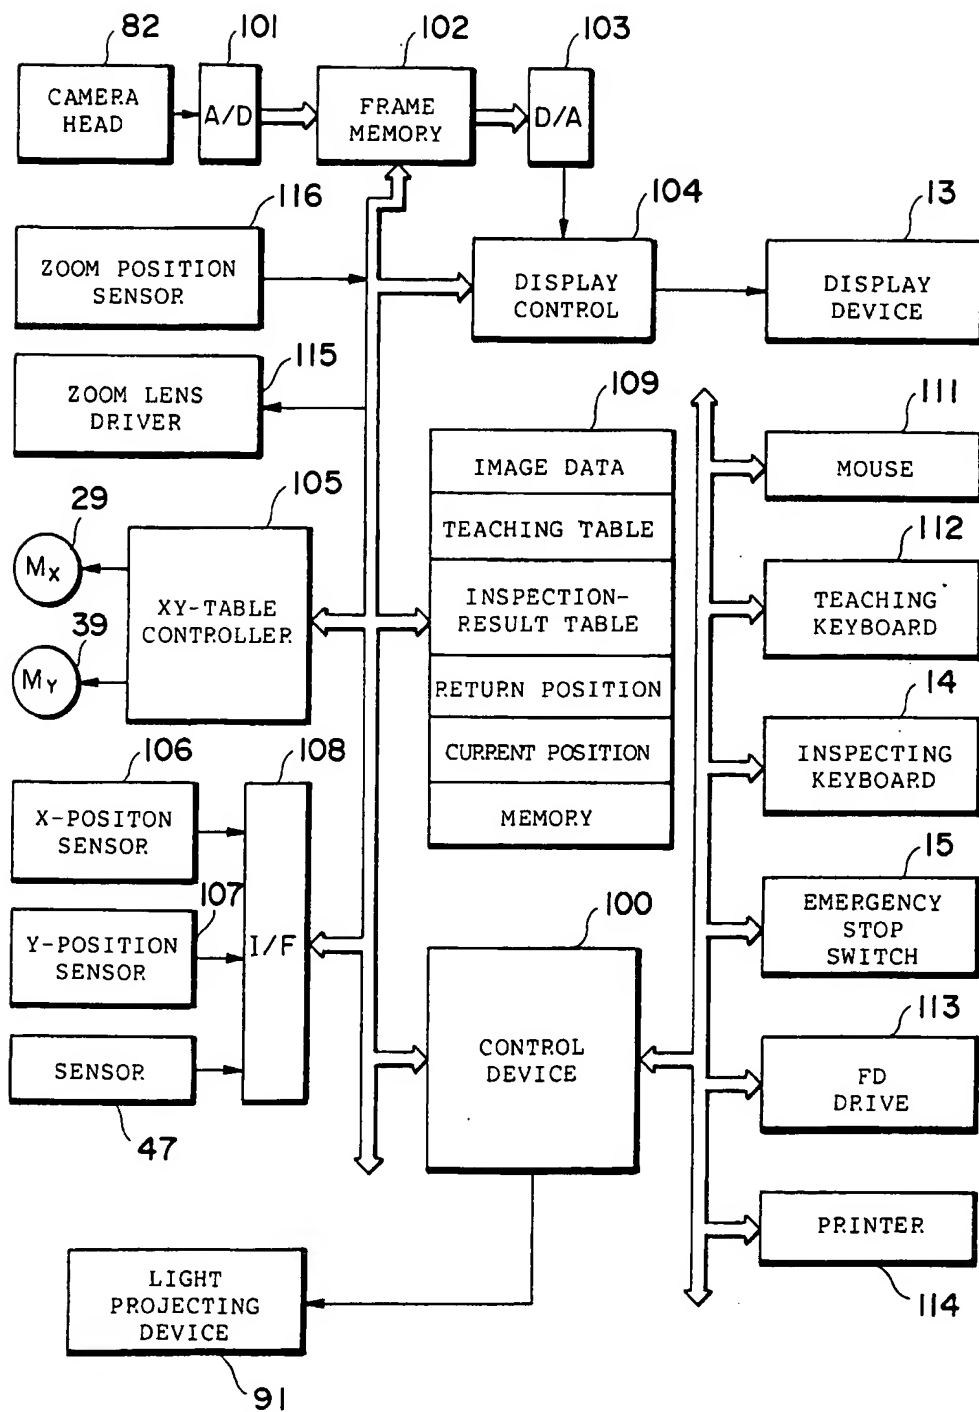 82
101
102
103
CAMERA
HEAD
A/D
FRAME
MEMORY
D/A
116
104
13
ZOOM POSITION
SENSOR
DISPLAY
CONTROL
DISPLAY
DEVICE
115
ZOOM LENS
DRIVER
109
111
IMAGE DATA
MOUSE
TEACHING TABLE
INSPECTION-
RESULT TABLE
RETURN POSITION
CURRENT POSITION
MEMORY
105
29
MX
XY-TABLE
CONTROLLER
39
MY
112
TEACHING
KEYBOARD
14
INSPECTING
KEYBOARD
106
108
X-POSITON
SENSOR
107
Y-POSITION
SENSOR
I/F
SENSOR
47
15
EMERGENCY
STOP
SWITCH
100
CONTROL
DEVICE
113
FD
DRIVE
PRINTER
114
LIGHT
PROJECTING
DEVICE
91